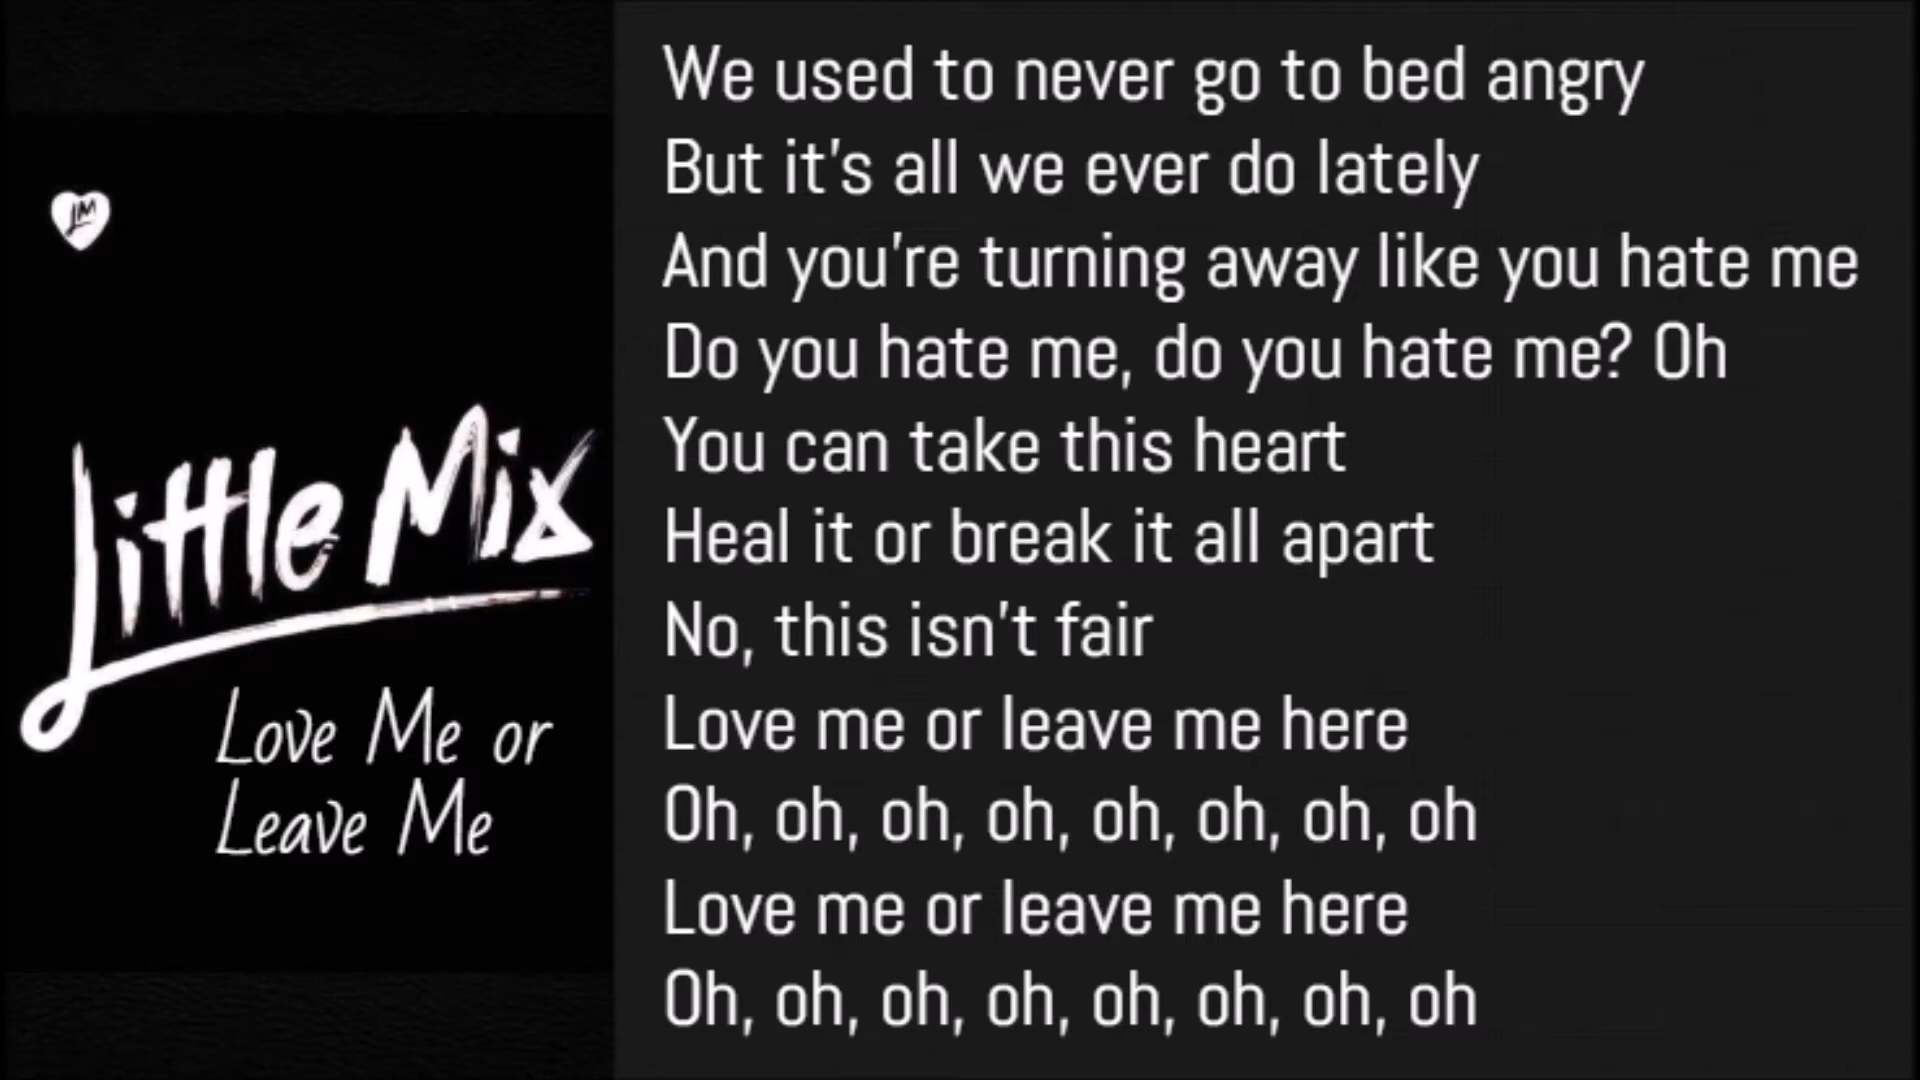 LM
Little Mix
Love Me or
Leave Me
We used to never go to bed angry
But it's all we ever do lately
And you're turning away like you hate me
Do you hate me, do you hate me? Oh
You can take this heart
Heal it or break it all apart
No, this isn't fair
Love me or leave me here
Oh, oh, oh, oh, oh, oh, oh, oh
Love me or leave me here
Oh, oh, oh, oh, oh, oh, oh, oh